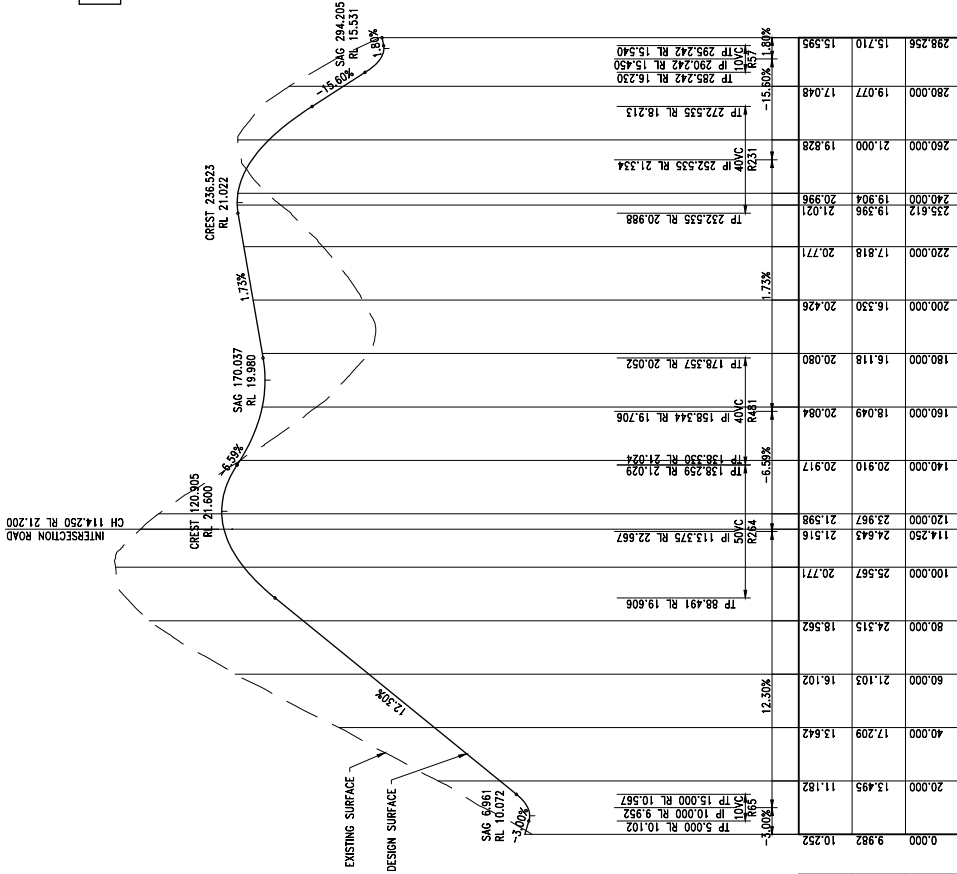 SAG 294.205
RL 15.531
1.80%
-15.60%
CREST 236.523
RL 21.022
1.73%
SAG 170.037
RL 19.980
-6.59%
CREST 120.905
RL 21.600
INTERSECTION ROAD
CH 114.250 RL 21.200
12.30%
EXISTING SURFACE
DESIGN SURFACE
SAG 6.961
RL 10.072
-3.00%
TP 295.242 RL 15.540
IP 290.242 RL 15.450
TP 285.242 RL 16.230
10VC
R57
1.80%
-15.60%
TP 272.535 RL 18.213
IP 252.535 RL 21.334
40VC
R231
TP 232.535 RL 20.988
1.73%
TP 178.357 RL 20.052
IP 158.344 RL 19.706
40VC
R481
TP 138.330 RL 21.024
-6.59%
TP 138.259 RL 21.029
IP 113.375 RL 22.667
50VC
R264
TP 88.491 RL 19.606
12.30%
TP 15.000 RL 10.567
IP 10.000 RL 9.952
10VC
R65
TP 5.000 RL 10.102
-3.00%
15.595 15.710 298.256
17.048 19.077 280.000
19.828 21.000 260.000
20.996 19.904 240.000
21.021 19.396 235.612
20.771 17.818 220.000
20.426 16.330 200.000
20.080 16.118 180.000
20.084 18.049 160.000
20.917 20.910 140.000
21.598 23.967 120.000
21.516 24.643 114.250
20.771 25.567 100.000
18.562 24.315 80.000
16.102 21.103 60.000
13.642 17.209 40.000
11.182 13.495 20.000
10.252 9.982 0.000